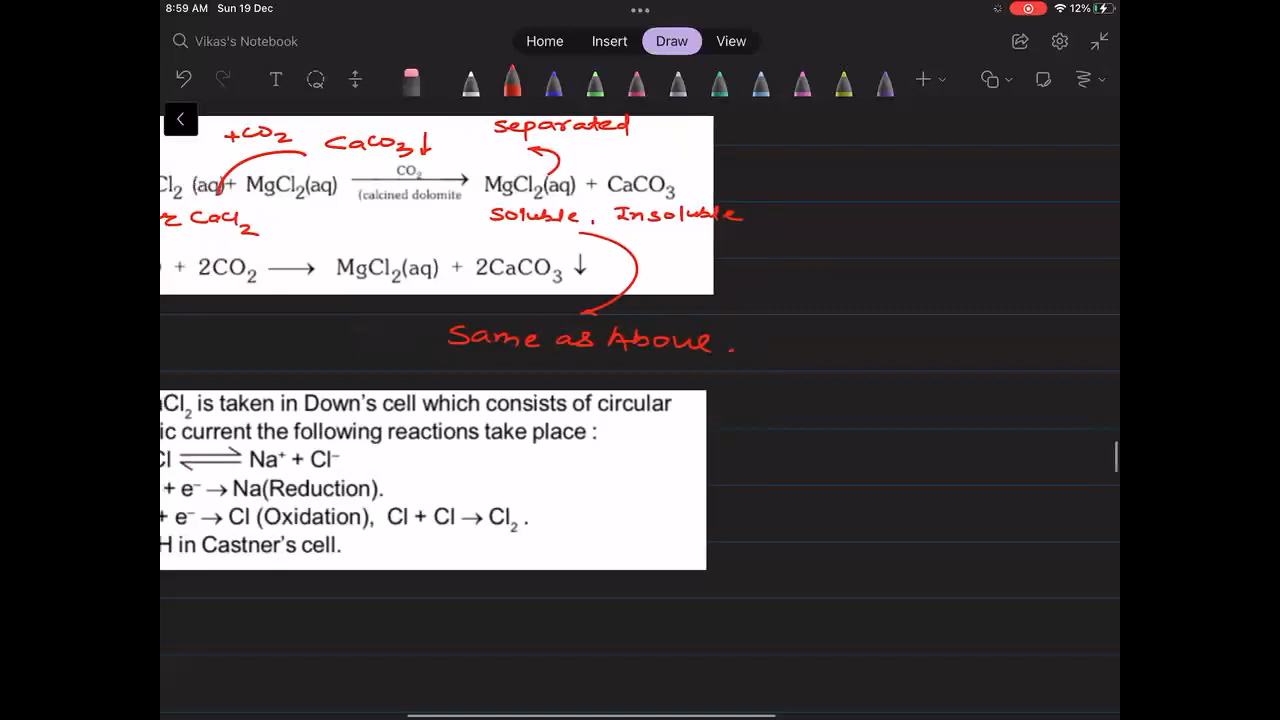 8:59 AM Sun 19 Dec
12%
Vikas's Notebook
Home Insert Draw View
T
+CO2 CaCO3↓ separated
Cl2 (aq)+ MgCl2(aq) CO2 (calcined dolomite → MgCl2(aq) + CaCO3
CaCl2 Soluble. Insoluble
+ 2CO2 ⟶ MgCl2(aq) + 2CaCO3 ↓
Same as Above.
Cl2 is taken in Down's cell which consists of circular
ic current the following reactions take place :
Cl ⇌ Na+ + Cl–
+ e– → Na(Reduction).
+ e– → Cl (Oxidation), Cl + Cl → Cl2 .
H in Castner's cell.